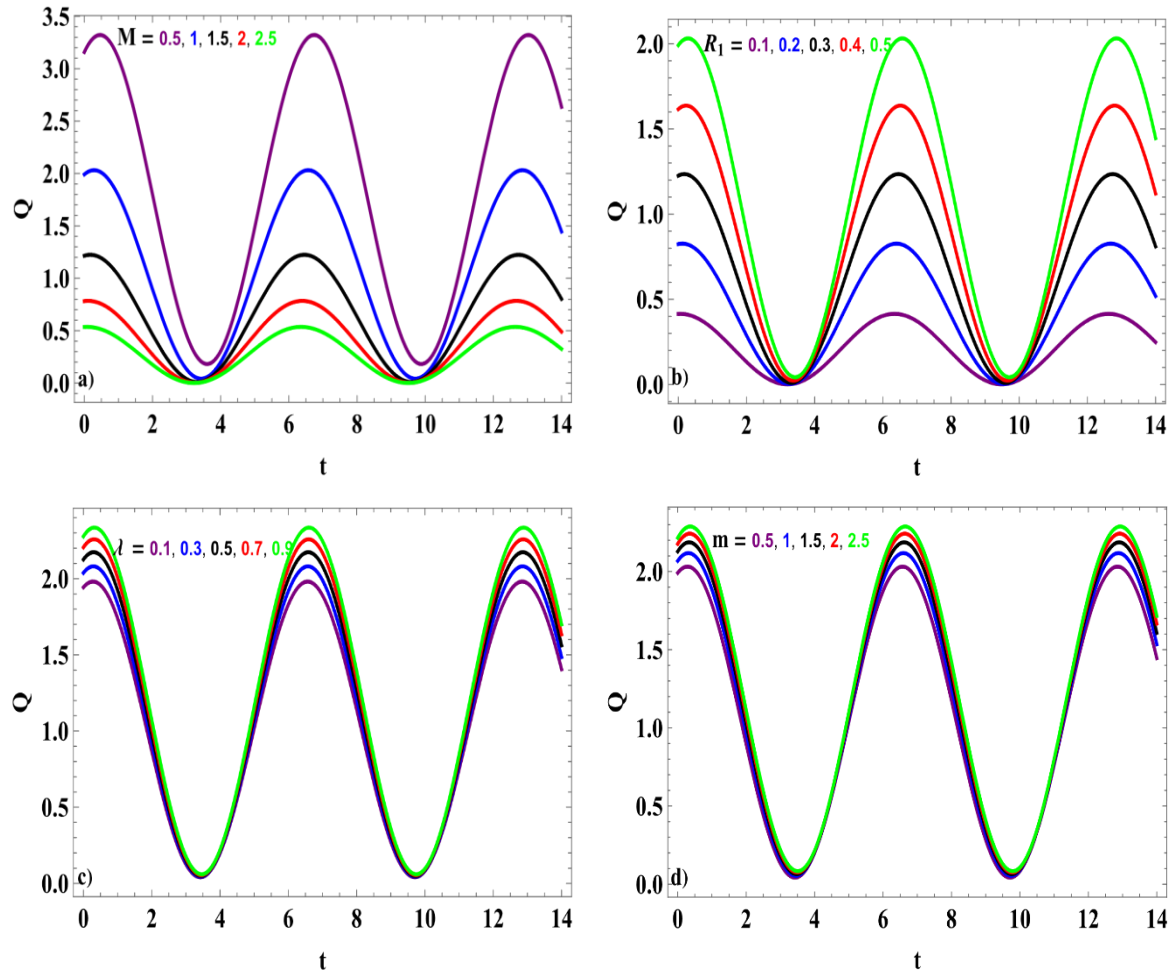 M = 0.5, 1, 1.5, 2, 2.5
3.5
3.0
2.5
2.0
1.5
1.0
0.5
0.0
Q
a)
0 2 4 6 8 10 12 14
t
R1 = 0.1, 0.2, 0.3, 0.4, 0.5
2.0
1.5
1.0
0.5
0.0
Q
b)
0 2 4 6 8 10 12 14
t
λ = 0.1, 0.3, 0.5, 0.7, 0.9
2.0
1.5
1.0
0.5
0.0
Q
c)
0 2 4 6 8 10 12 14
t
m = 0.5, 1, 1.5, 2, 2.5
2.0
1.5
1.0
0.5
0.0
Q
d)
0 2 4 6 8 10 12 14
t